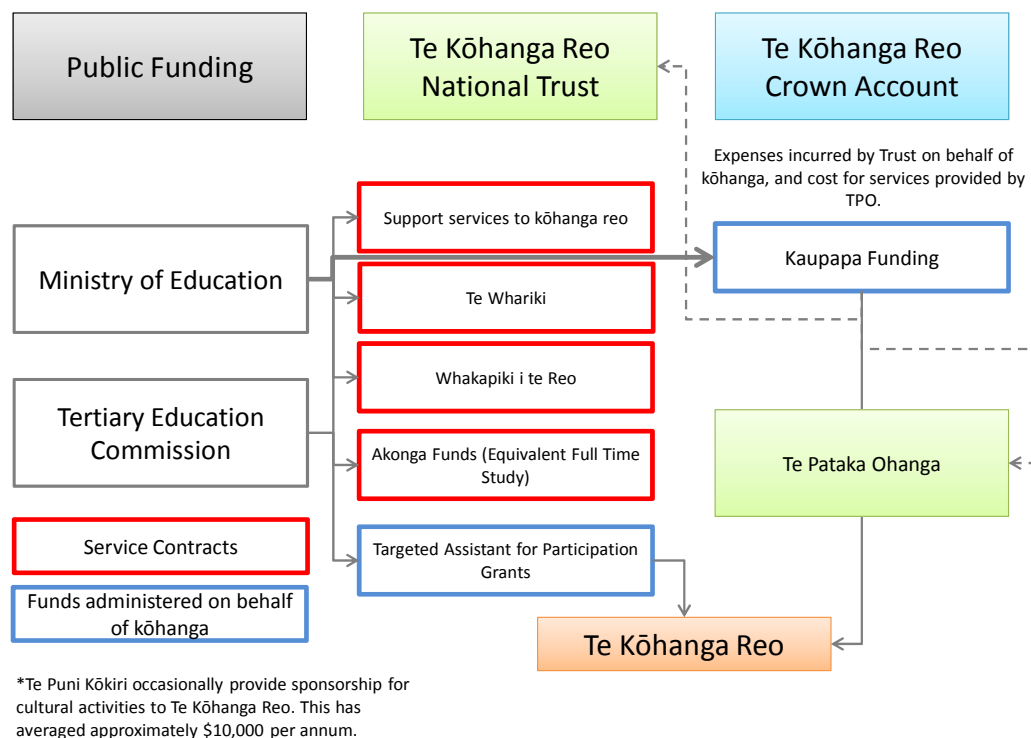 Public Funding
Te Kōhanga Reo
National Trust
Te Kōhanga Reo
Crown Account
Expenses incurred by Trust on behalf of
kōhanga, and cost for services provided by
TPO.
Support services to kōhanga reo
Ministry of Education
Kaupapa Funding
Te Whariki
Whakapiki i te Reo
Tertiary Education
Commission
Akonga Funds (Equivalent Full Time
Study)
Te Pataka Ohanga
Service Contracts
Targeted Assistant for Participation
Grants
Funds administered on behalf
of kōhanga
Te Kōhanga Reo
*Te Puni Kōkiri occasionally provide sponsorship for
cultural activities to Te Kōhanga Reo. This has
averaged approximately $10,000 per annum.